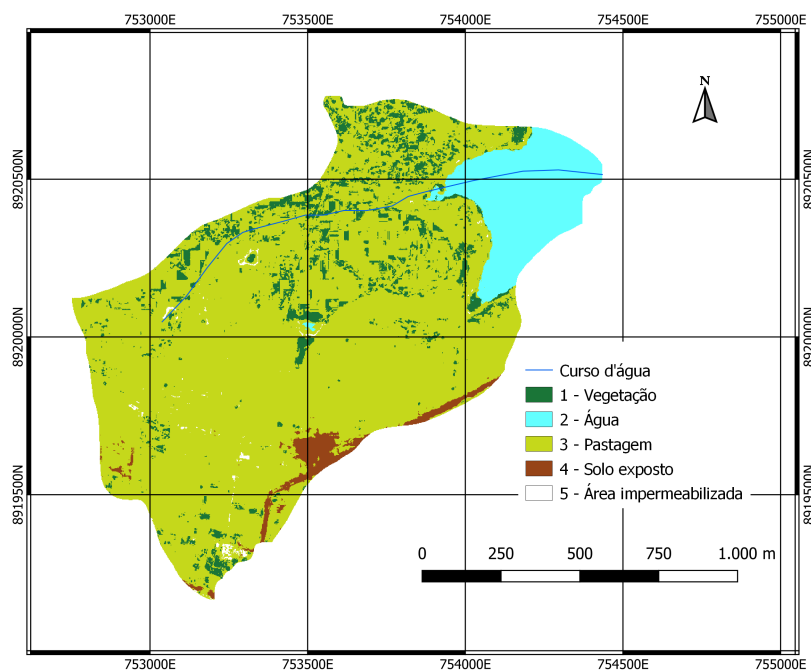 753000E 753500E 754000E 754500E 755000E
N
8920500N 8920500N
8920000N 8920000N
Curso d'água
1 - Vegetação
2 - Água
3 - Pastagem
4 - Solo exposto
5 - Área impermeabilizada
8919500N 8919500N
0 250 500 750 1.000 m
753000E 753500E 754000E 754500E 755000E